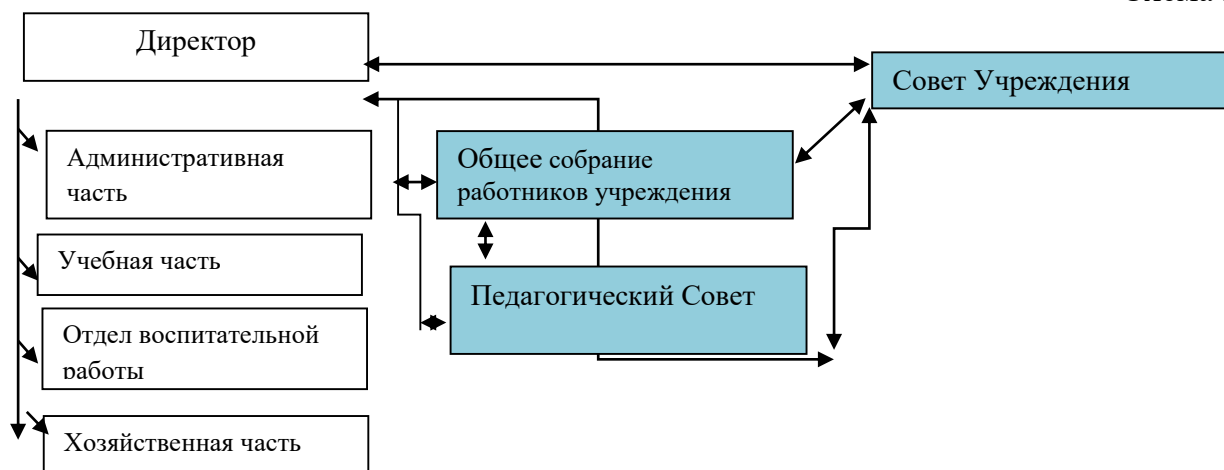 Директор
Совет Учреждения
Административная
часть
Общее собрание
работников учреждения
Учебная часть
Педагогический Совет
Отдел воспитательной
работы
Хозяйственная часть